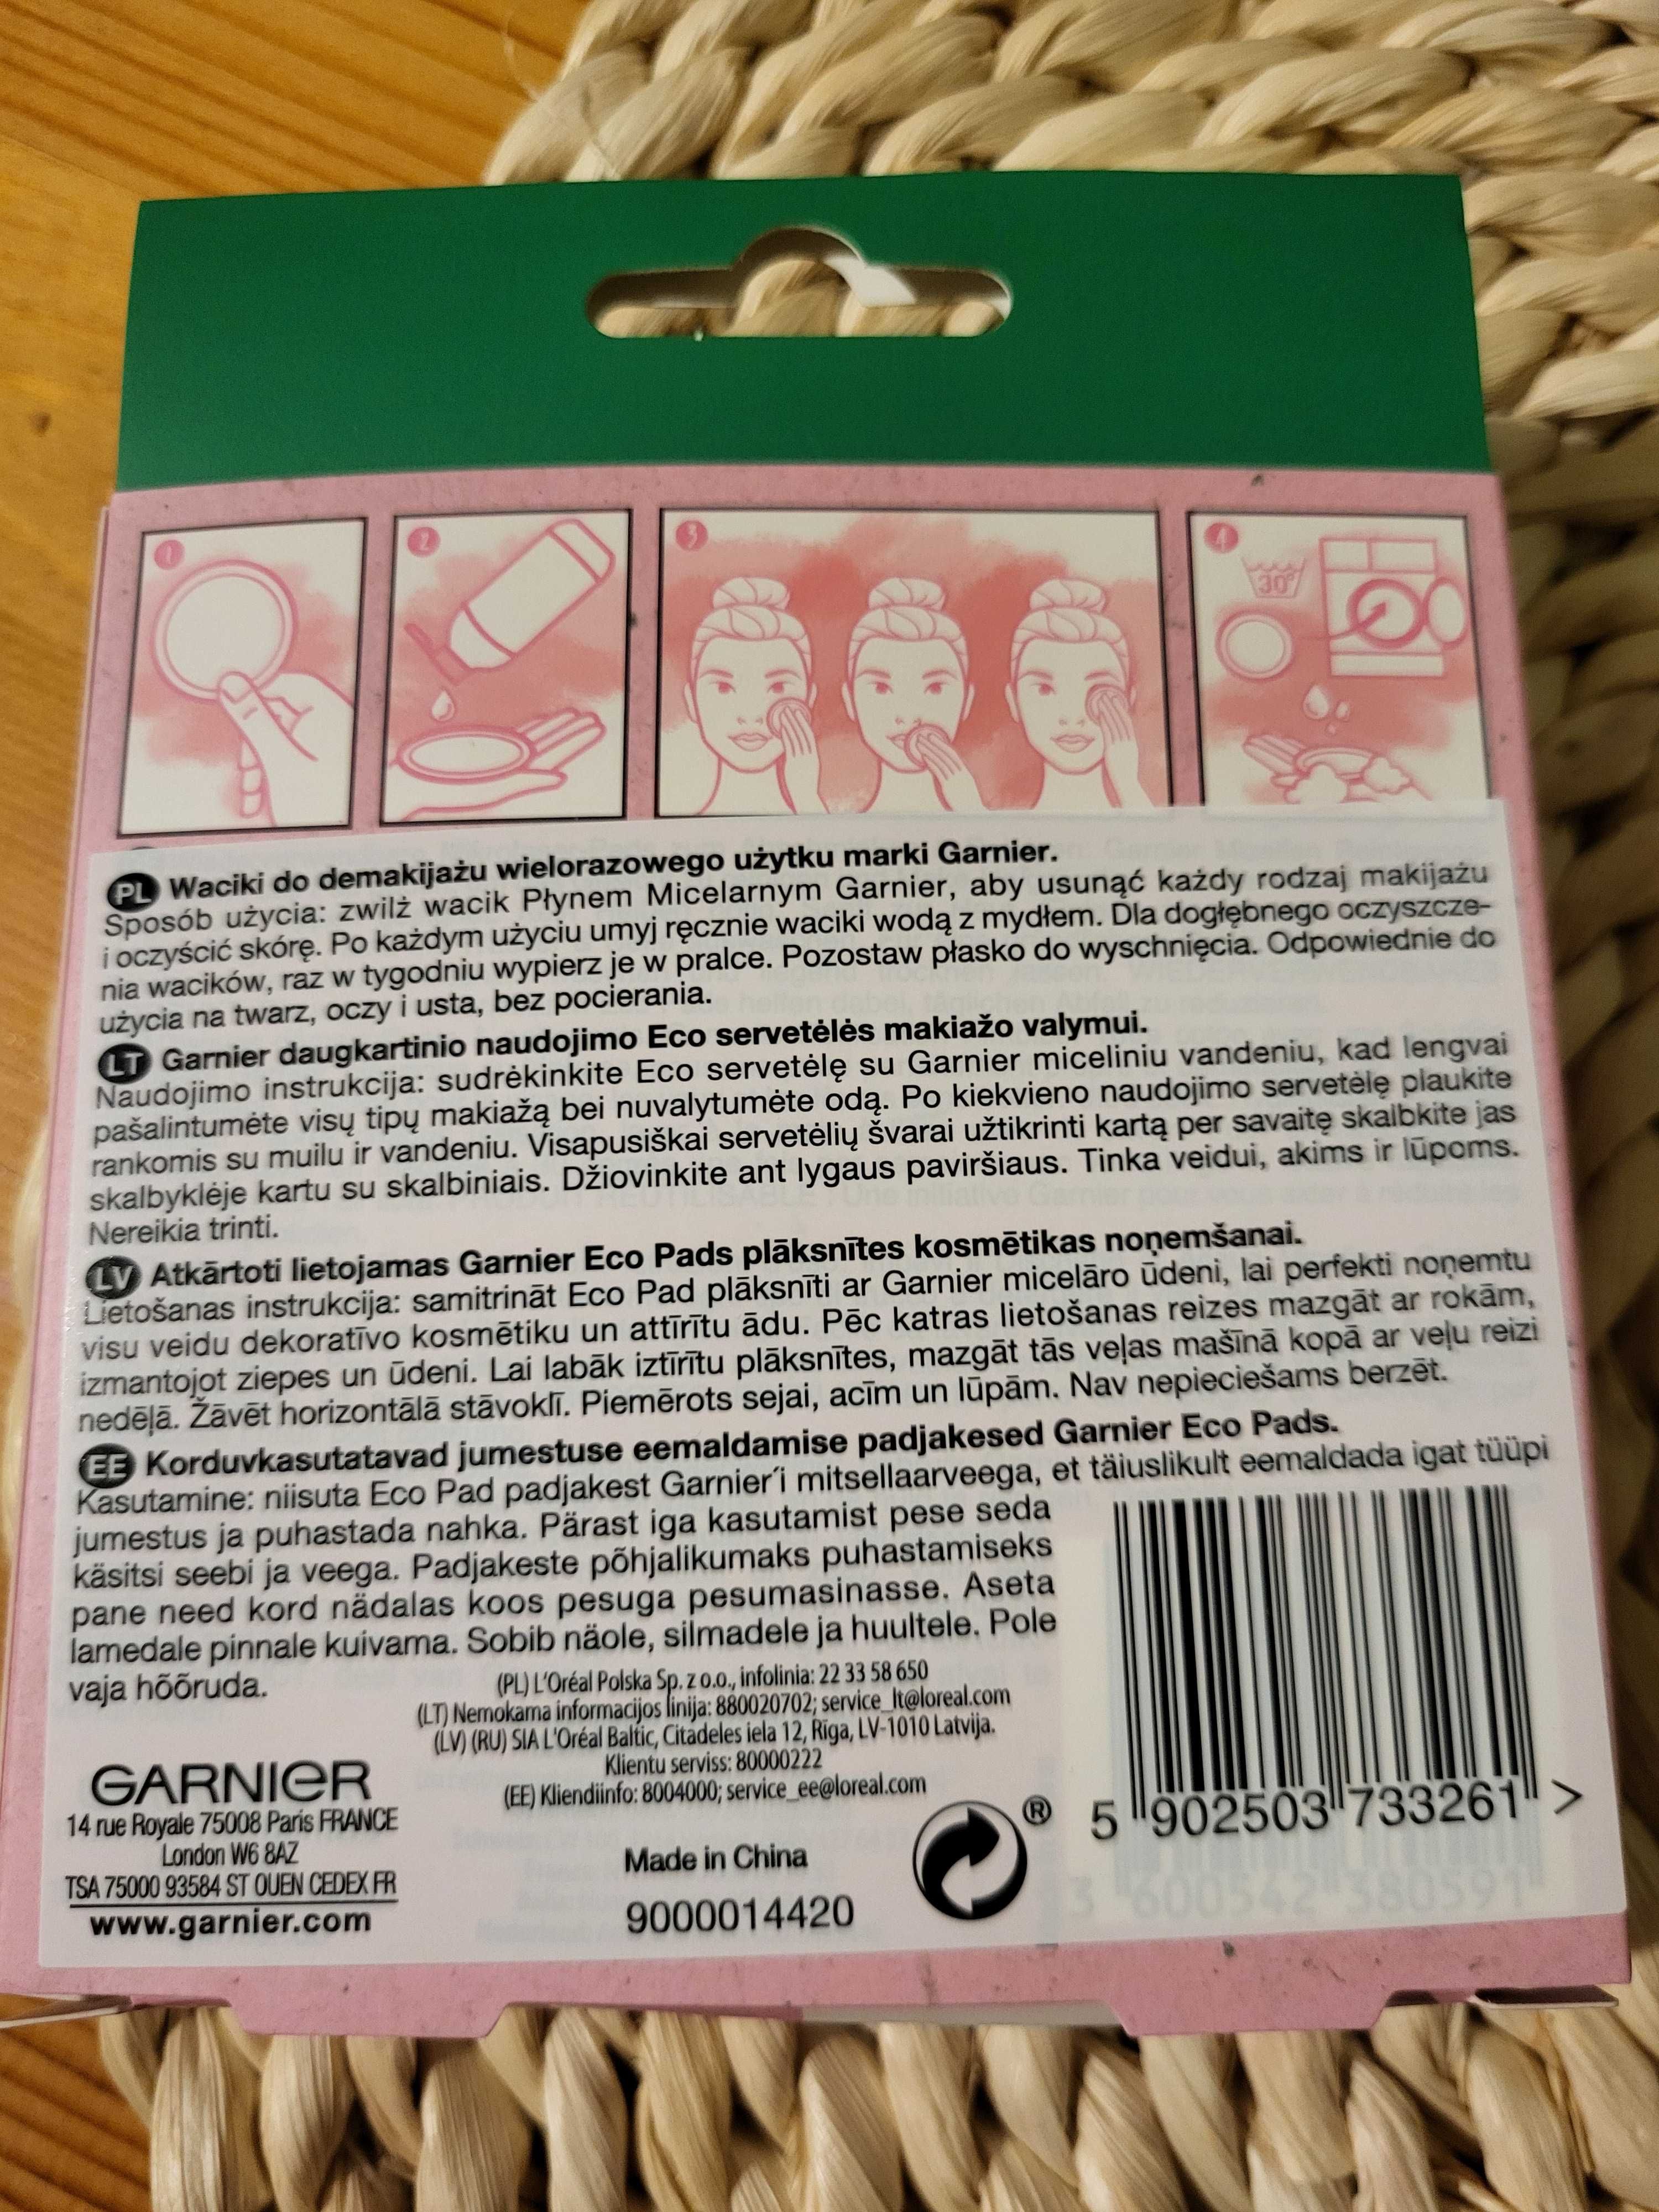 1
2
3
4
30°
PL Waciki do demakijażu wielorazowego użytku marki Garnier.
Sposób użycia: zwilż wacik Płynem Micelarnym Garnier, aby usunąć każdy rodzaj makijażu
i oczyścić skórę. Po każdym użyciu umyj ręcznie waciki wodą z mydłem. Dla dogłębnego oczyszcze-
nia wacików, raz w tygodniu wypierz je w pralce. Pozostaw płasko do wyschnięcia. Odpowiednie do
użycia na twarz, oczy i usta, bez pocierania.
LT Garnier daugkartinio naudojimo Eco servetėlės makiažo valymui.
Naudojimo instrukcija: sudrėkinkite Eco servetėlę su Garnier miceliniu vandeniu, kad lengvai
pašalintumėte visų tipų makiažą bei nuvalytumėte odą. Po kiekvieno naudojimo servetėlę plaukite
rankomis su muilu ir vandeniu. Visapusiškai servetėlių švarai užtikrinti kartą per savaitę skalbkite jas
skalbyklėje kartu su skalbiniais. Džiovinkite ant lygaus paviršiaus. Tinka veidui, akims ir lūpoms.
Nereikia trinti.
LV Atkārtoti lietojamas Garnier Eco Pads plāksnītes kosmētikas noņemšanai.
Lietošanas instrukcija: samitrināt Eco Pad plāksnīti ar Garnier micelāro ūdeni, lai perfekti noņemtu
visu veidu dekoratīvo kosmētiku un attīrītu ādu. Pēc katras lietošanas reizes mazgāt ar rokām,
izmantojot ziepes un ūdeni. Lai labāk iztīrītu plāksnītes, mazgāt tās veļas mašīnā kopā ar veļu reizi
nedēļā. Žāvēt horizontālā stāvoklī. Piemērots sejai, acīm un lūpām. Nav nepieciešams berzēt.
EE Korduvkasutatavad jumestuse eemaldamise padjakesed Garnier Eco Pads.
Kasutamine: niisuta Eco Pad padjakest Garnier´i mitsellaarveega, et täiuslikult eemaldada igat tüüpi
jumestus ja puhastada nahka. Pärast iga kasutamist pese seda
käsitsi seebi ja veega. Padjakeste põhjalikumaks puhastamiseks
pane need kord nädalas koos pesuga pesumasinasse. Aseta
lamedale pinnale kuivama. Sobib näole, silmadele ja huultele. Pole
vaja hõõruda.
(PL) L'Oréal Polska Sp. z o.o., infolinia: 22 33 58 650
(LT) Nemokama informacijos linija: 880020702; service_lt@loreal.com
(LV) (RU) SIA L'Oréal Baltic, Citadeles iela 12, Rīga, LV-1010 Latvija.
Klientu serviss: 80000222
(EE) Kliendiinfo: 8004000; service_ee@loreal.com
GARNIER
14 rue Royale 75008 Paris FRANCE
London W6 8AZ
TSA 75000 93584 ST OUEN CEDEX FR
www.garnier.com
Made in China
9000014420
®
5 902503 733261 >
3 600542 380591